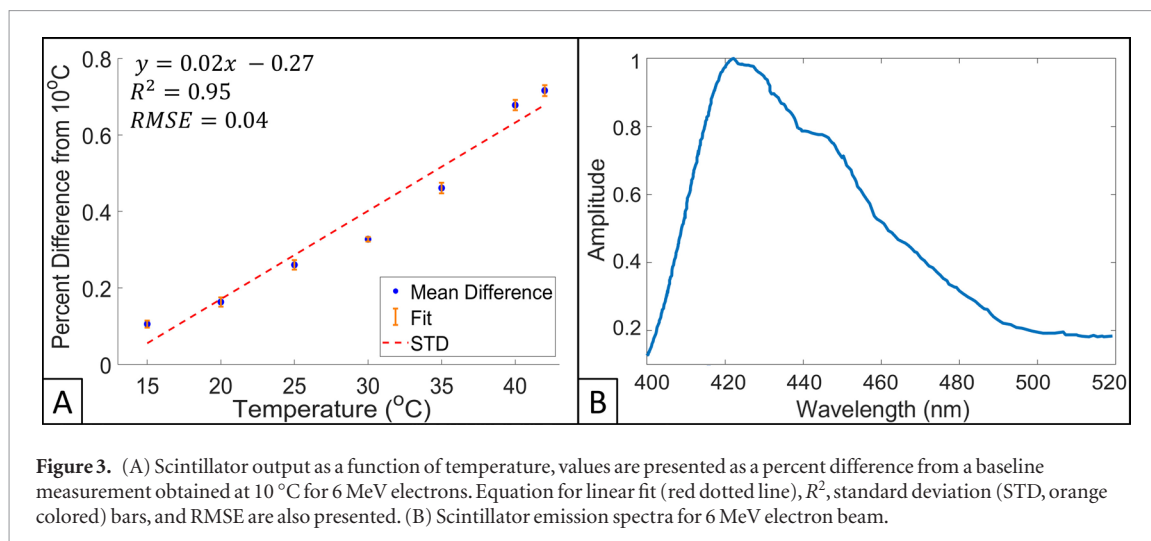 y = 0.02x − 0.27
R² = 0.95
RMSE = 0.04
Percent Difference from 10°C
0.8
0.6
0.4
0.2
0
15 20 25 30 35 40
Temperature (°C)
Mean Difference
Fit
STD
A
Amplitude
1
0.8
0.6
0.4
0.2
400 420 440 460 480 500 520
Wavelength (nm)
B
Figure 3. (A) Scintillator output as a function of temperature, values are presented as a percent difference from a baseline
measurement obtained at 10 °C for 6 MeV electrons. Equation for linear fit (red dotted line), R², standard deviation (STD, orange
colored) bars, and RMSE are also presented. (B) Scintillator emission spectra for 6 MeV electron beam.